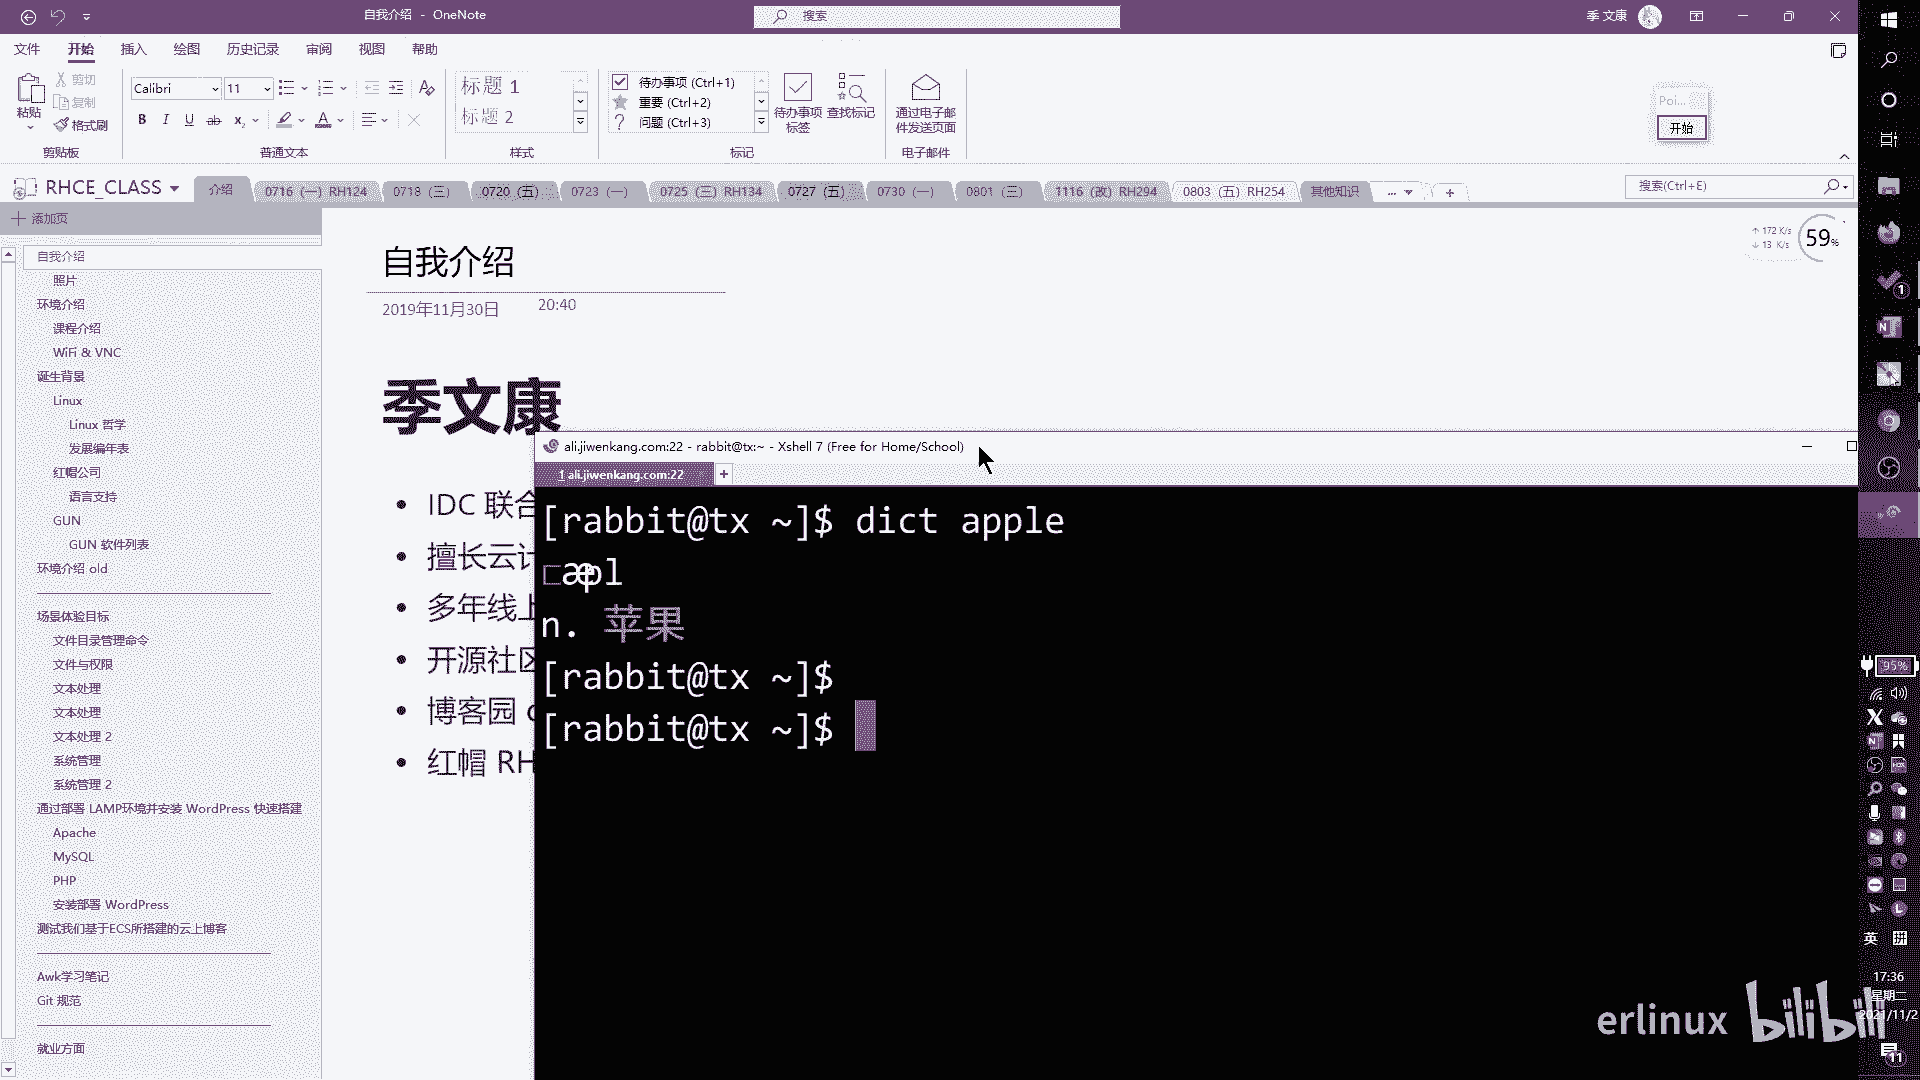 自我介绍 - OneNote
搜索
季 文康
文件 开始 插入 绘图 历史记录 审阅 视图 帮助
粘贴
剪切
复制
格式刷
剪贴板
Calibri 11
B I U ab x₂
普通文本
标题 1
标题 2
样式
待办事项 (Ctrl+1)
重要 (Ctrl+2)
问题 (Ctrl+3)
待办事项标签
查找标记
标记
通过电子邮件发送页面
电子邮件
Poi...
开始
RHCE_CLASS
介绍 0716 (一) RH124 0718 (三) 0720 (五) 0723 (一) 0725 (三) RH134 0727 (五) 0730 (一) 0801 (三) 1116 (改) RH294 0803 (五) RH254 其他知识 ...
搜索(Ctrl+E)
添加页
自我介绍
照片
环境介绍
课程介绍
WiFi & VNC
诞生背景
Linux
Linux 哲学
发展编年表
红帽公司
语言支持
GUN
GUN 软件列表
环境介绍 old
场景体验目标
文件目录管理命令
文件与权限
文本处理
文本处理
文本处理 2
系统管理
系统管理 2
通过部署 LAMP环境并安装 WordPress 快速搭建
Apache
MySQL
PHP
安装部署 WordPress
测试我们基于ECS所搭建的云上博客
Awk学习笔记
Git 规范
就业方面
自我介绍
2019年11月30日 20:40
季文康
• IDC 联合
• 擅长云计
• 多年线上
• 开源社区
• 博客园
• 红帽 RH
172 K/s
13 K/s
59%
ali.jiwenkang.com:22 - rabbit@tx:~ - Xshell 7 (Free for Home/School)
1 ali.jiwenkang.com:22
[rabbit@tx ~]$ dict apple
æpl
n. 苹果
[rabbit@tx ~]$
[rabbit@tx ~]$
95%
英 拼
17:36
星期二
2021/11/2
11
erlinux bilibili